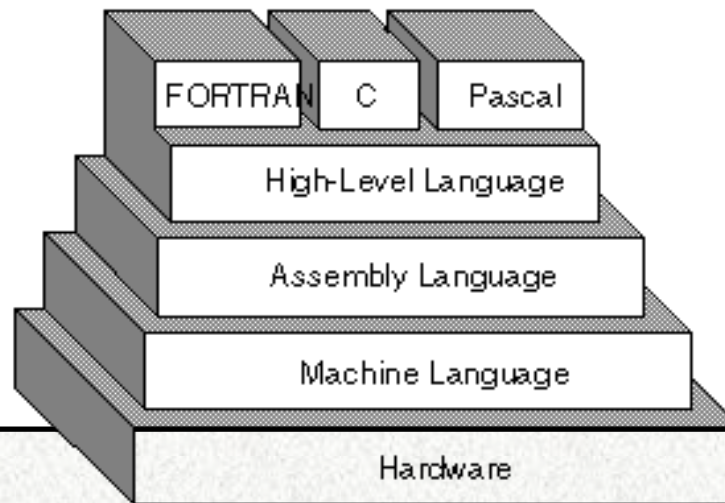 FORTRAN C Pascal
High-Level Language
Assembly Language
Machine Language
Hardware